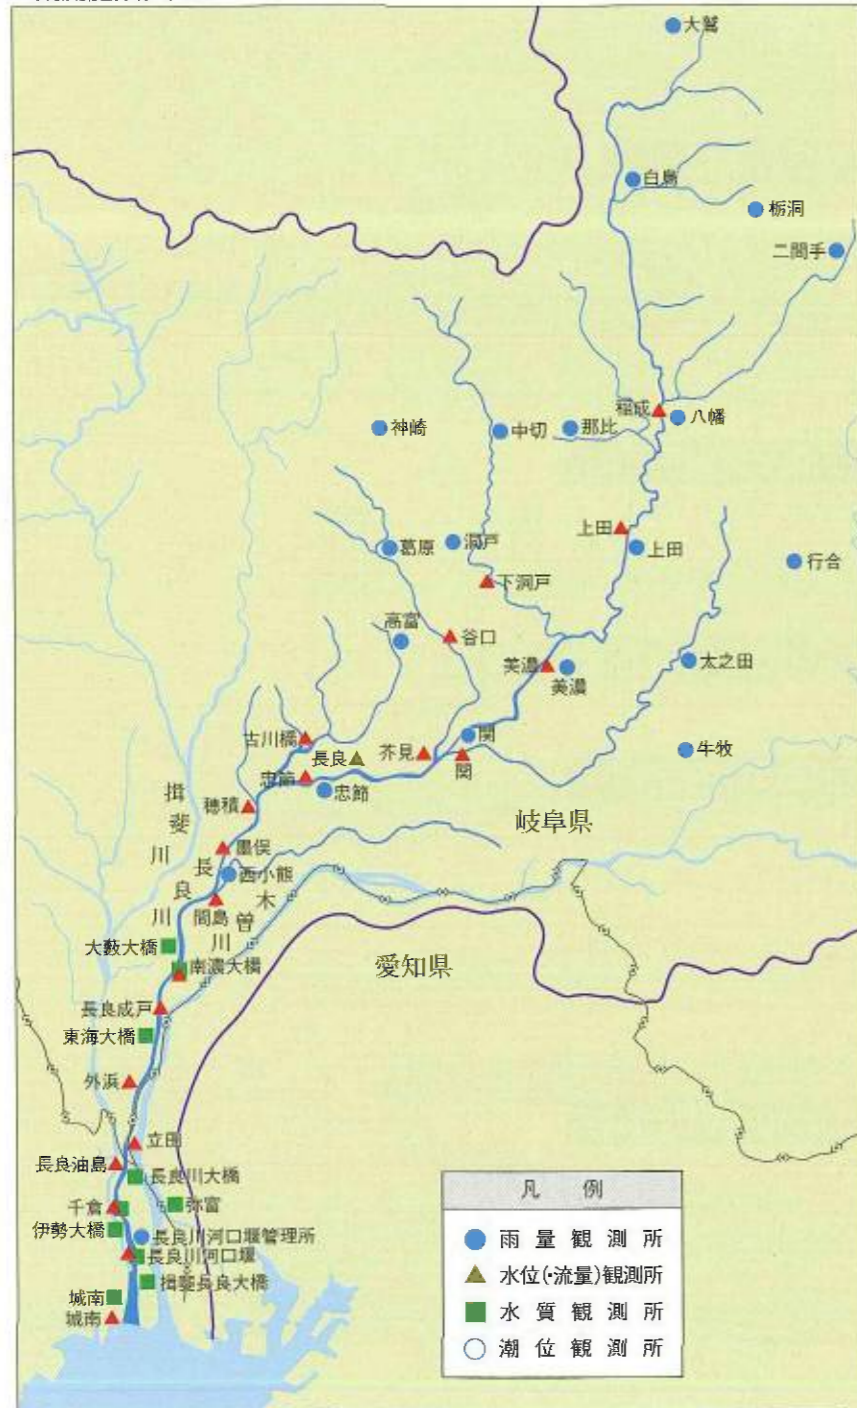 大鷲
白鳥
栃洞
二間手
稲成
八幡
神崎
中切
那比
上田
上田
行合
葛原
洞戸
下洞戸
高富
谷口
美濃
美濃
太之田
古川橋
長良
芥見
関
関
牛牧
忠節
忠節
穂積
揖斐川
岐阜県
墨俣
長良川
西小熊
木曽川
間島
大藪大橋
南濃大橋
愛知県
長良成戸
東海大橋
外浜
立田
長良油島
長良川大橋
千倉
弥富
伊勢大橋
長良川河口堰管理所
長良川河口堰
揖斐長良大橋
城南
城南
凡 例
雨量観測所
水位(・流量)観測所
水質観測所
潮位観測所